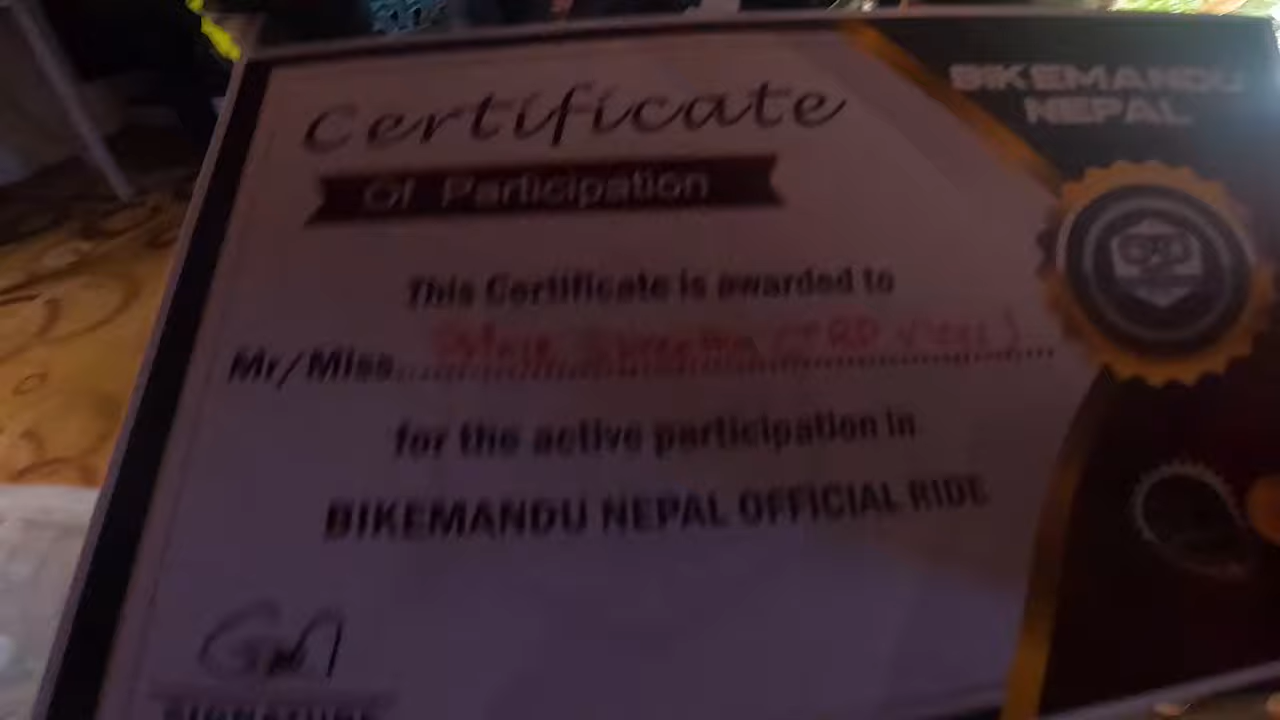 Certificate
Of Participation
BIKEMANDU
NEPAL
This Certificate is awarded to
Mr/Miss
for the active participation in
BIKEMANDU NEPAL OFFICIAL RIDE
SIGNATURE